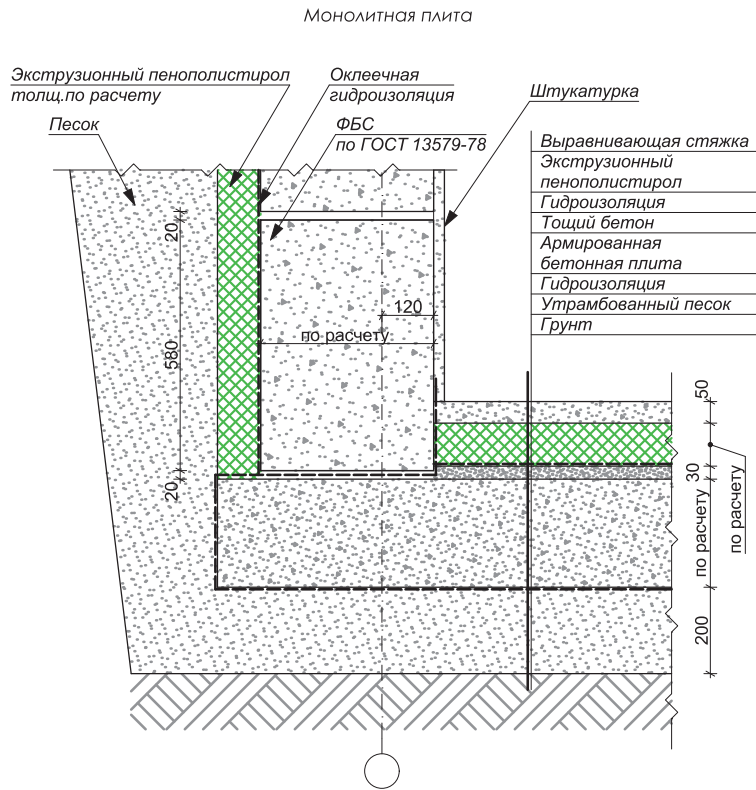 Монолитная плита
Экструзионный пенополистирол
толщ.по расчету
Песок
Оклеечная
гидроизоляция
ФБС
по ГОСТ 13579-78
Штукатурка
Выравнивающая стяжка
Экструзионный
пенополистирол
Гидроизоляция
Тощий бетон
Армированная
бетонная плита
Гидроизоляция
Утрамбованный песок
Грунт
20
580
20
120
по расчету
50
30
по расчету
по расчету
200